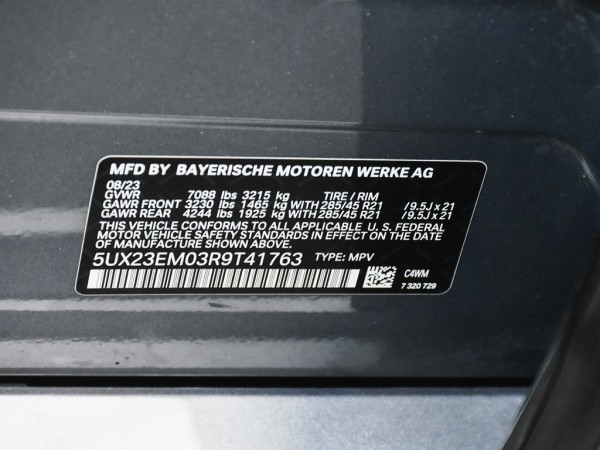 MFD BY BAYERISCHE MOTOREN WERKE AG
08/23
GVWR 7088 lbs 3215 kg TIRE / RIM
GAWR FRONT 3230 lbs 1465 kg WITH 285/45 R21 / 9.5J x 21
GAWR REAR 4244 lbs 1925 kg WITH 285/45 R21 / 9.5J x 21
THIS VEHICLE CONFORMS TO ALL APPLICABLE U. S. FEDERAL
MOTOR VEHICLE SAFETY STANDARDS IN EFFECT ON THE DATE
OF MANUFACTURE SHOWN ABOVE.
5UX23EM03R9T41763 TYPE: MPV
C4WM
7 320 729